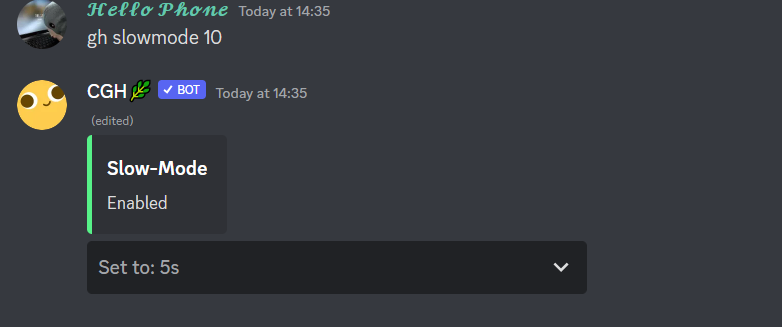 𝓗𝓮𝓵𝓵𝓸 𝓟𝓱𝓸𝓷𝓮 Today at 14:35
gh slowmode 10
CGH🌿 ✓ BOT Today at 14:35
(edited)
Slow-Mode
Enabled
Set to: 5s